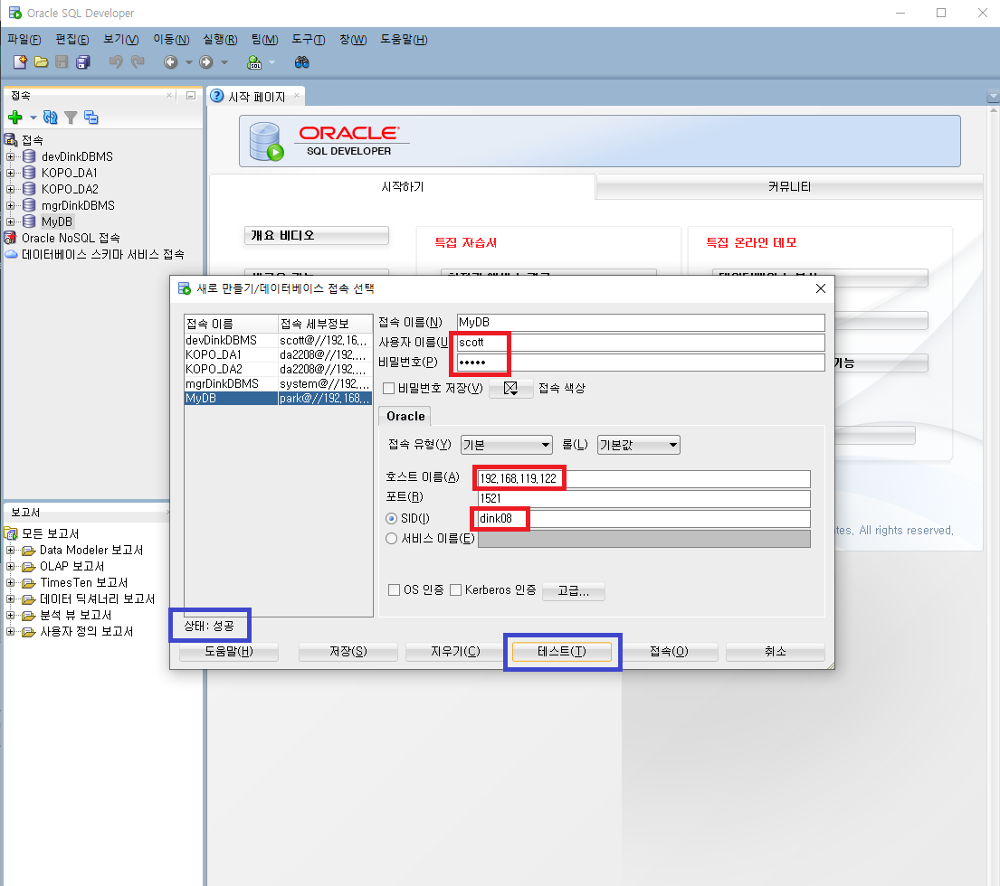 Oracle SQL Developer
파일(F) 편집(E) 보기(V) 이동(N) 실행(R) 팀(M) 도구(T) 창(W) 도움말(H)
접속
시작 페이지
접속
devDinkDBMS
KOPO_DA1
KOPO_DA2
mgrDinkDBMS
MyDB
Oracle NoSQL 접속
데이터베이스 스키마 서비스 접속
ORACLE
SQL DEVELOPER
시작하기
커뮤니티
개요 비디오
특집 자습서
특집 온라인 데모
새로 만들기/데이터베이스 접속 선택
접속 이름 접속 세부정보
devDinkDBMS scott@//192,16,...
KOPO_DA1 da2208@//192,...
KOPO_DA2 da2208@//192,...
mgrDinkDBMS system@//192,...
MyDB park@//192,168,...
접속 이름(N) MyDB
사용자 이름(U scott
비밀번호(P) •••••
비밀번호 저장(V) 접속 색상
Oracle
접속 유형(Y) 기본 롤(L) 기본값
호스트 이름(A) 192,168,119,122
포트(R) 1521
SID(I) dink08
서비스 이름(E)
OS 인증 Kerberos 인증 고급...
상태: 성공
도움말(H) 저장(S) 지우기(C) 테스트(T) 접속(O) 취소
기능
tes, All rights reserved,
보고서
모든 보고서
Data Modeler 보고서
OLAP 보고서
TimesTen 보고서
데이터 딕셔너리 보고서
분석 뷰 보고서
사용자 정의 보고서